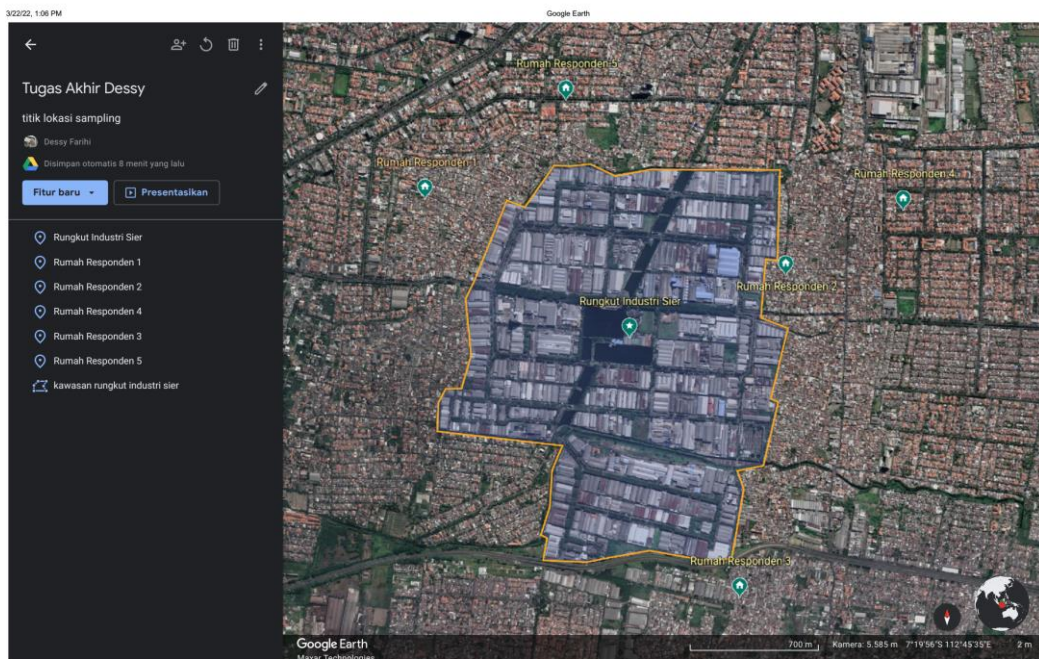 3/22/22, 1:06 PM
Google Earth
Tugas Akhir Dessy
titik lokasi sampling
Dessy Farihi
Disimpan otomatis 8 menit yang lalu
Fitur baru
Presentasikan
Rungkut Industri Sier
Rumah Responden 1
Rumah Responden 2
Rumah Responden 4
Rumah Responden 3
Rumah Responden 5
kawasan rungkut industri sier
Rumah Responden 5
Rumah Responden 1
Rumah Responden 4
Rumah Responden 2
Rungkut Industri Sier
Rumah Responden 3
Google Earth
Maxar Technologies
700 m
Kamera: 5.585 m 7°19'56"S 112°45'35"E 2 m